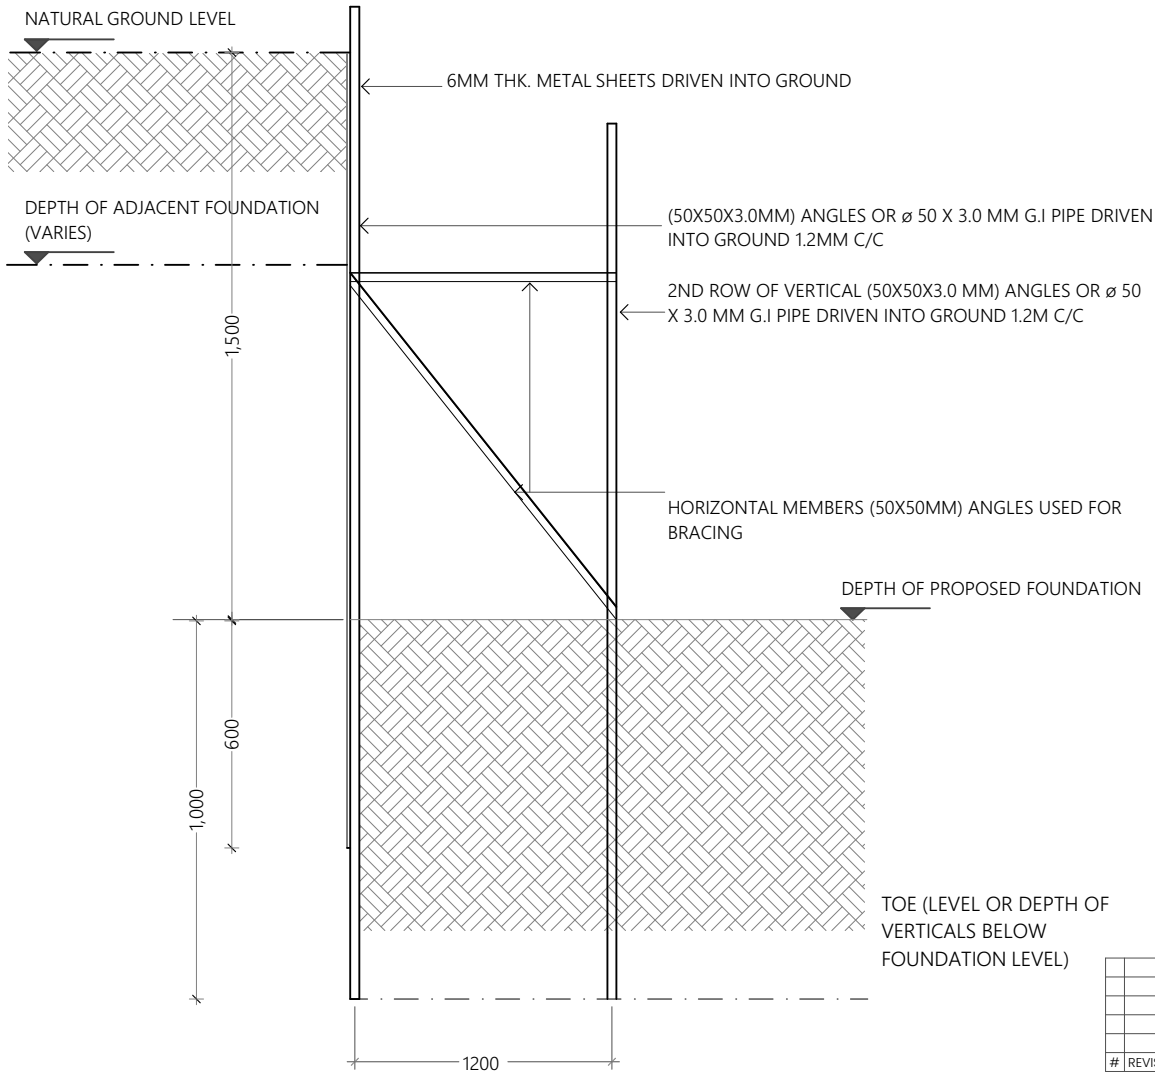 NATURAL GROUND LEVEL
6MM THK. METAL SHEETS DRIVEN INTO GROUND
DEPTH OF ADJACENT FOUNDATION
(VARIES)
(50X50X3.0MM) ANGLES OR ø 50 X 3.0 MM G.I PIPE DRIVEN
INTO GROUND 1.2MM C/C
2ND ROW OF VERTICAL (50X50X3.0 MM) ANGLES OR ø 50
X 3.0 MM G.I PIPE DRIVEN INTO GROUND 1.2M C/C
1,500
HORIZONTAL MEMBERS (50X50MM) ANGLES USED FOR
BRACING
DEPTH OF PROPOSED FOUNDATION
600
1,000
TOE (LEVEL OR DEPTH OF
VERTICALS BELOW
FOUNDATION LEVEL)
1200
#